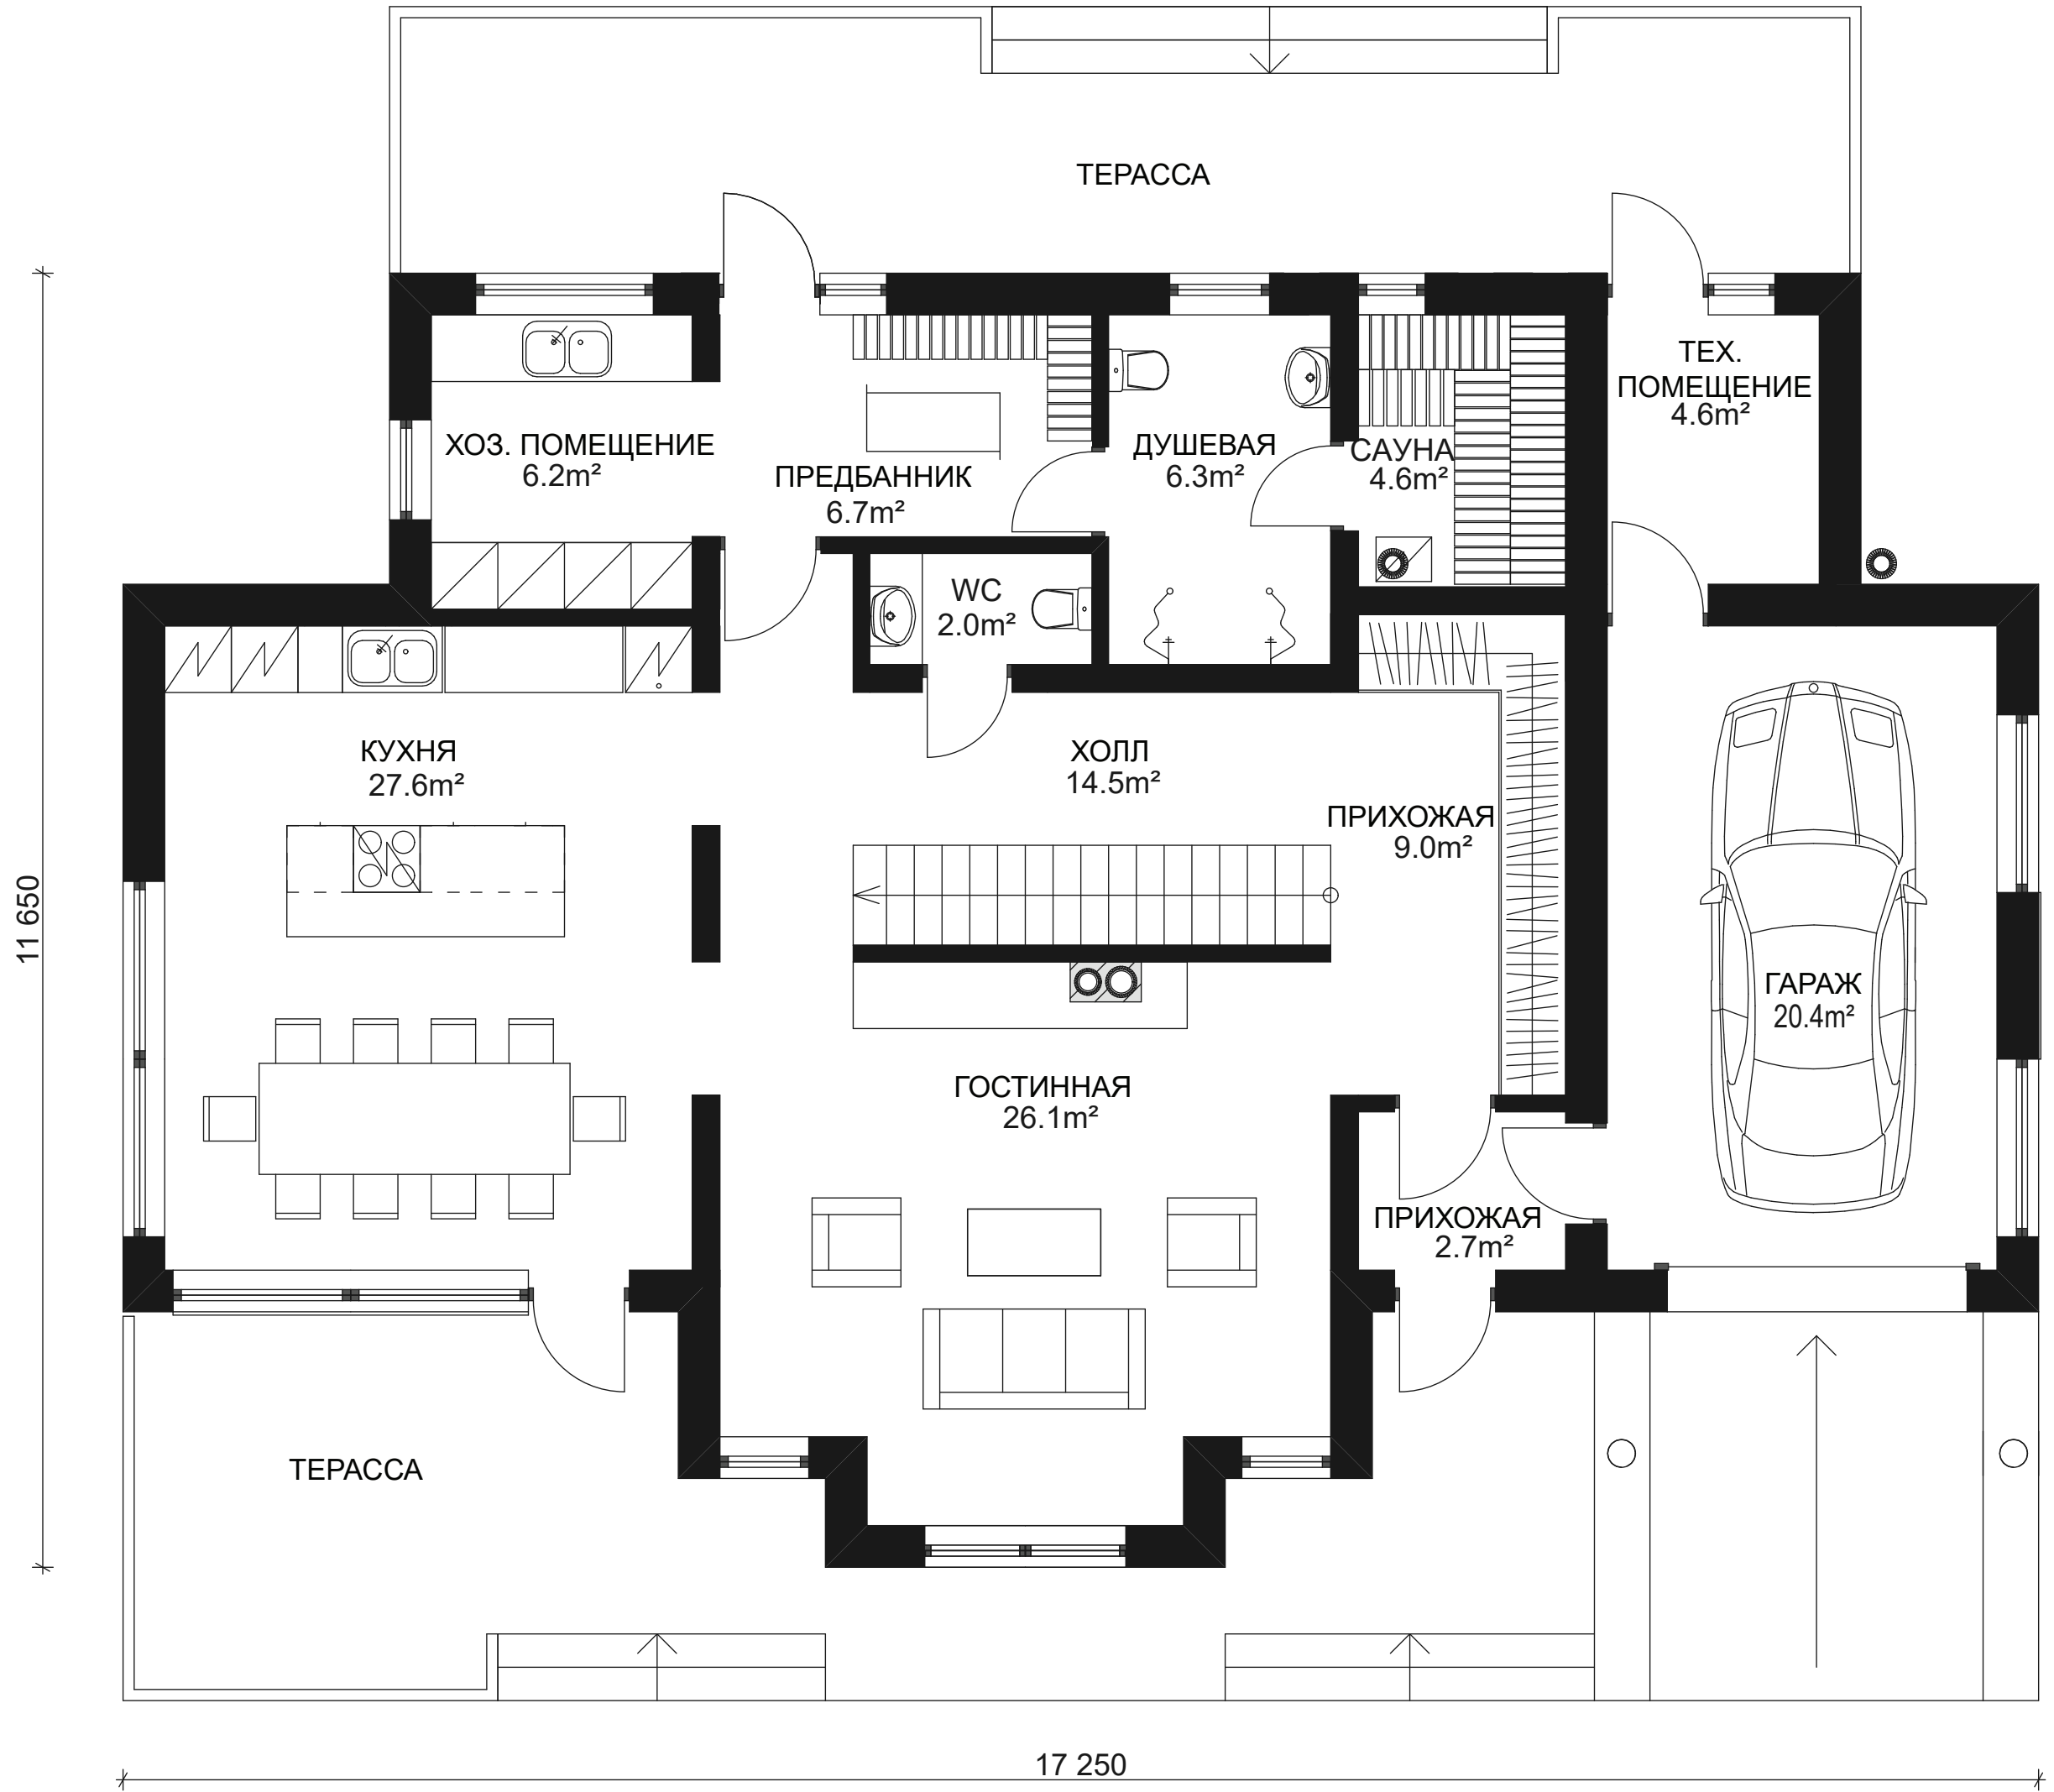 ТЕРАССА
ТЕХ.
ПОМЕЩЕНИЕ
4.6m²
ХОЗ. ПОМЕЩЕНИЕ
6.2m²
ПРЕДБАННИК
6.7m²
ДУШЕВАЯ
6.3m²
САУНА
4.6m²
WC
2.0m²
КУХНЯ
27.6m²
ХОЛЛ
14.5m²
ПРИХОЖАЯ
9.0m²
11 650
ГАРАЖ
20.4m²
ГОСТИННАЯ
26.1m²
ПРИХОЖАЯ
2.7m²
ТЕРАССА
17 250